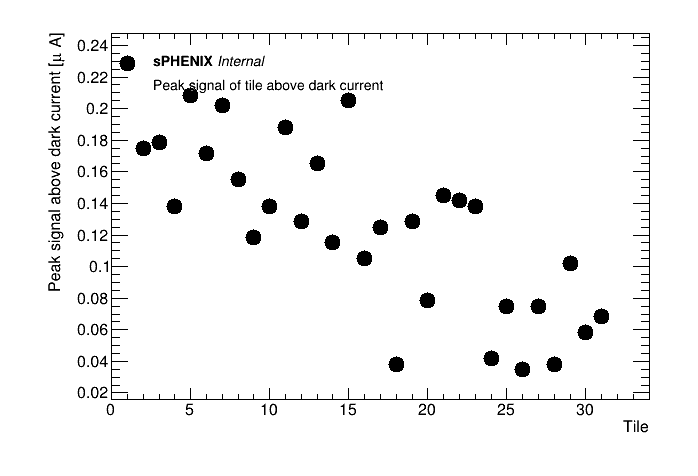 Peak signal above dark current [μ A]
sPHENIX Internal
Peak signal of tile above dark current
0.24
0.22
0.2
0.18
0.16
0.14
0.12
0.1
0.08
0.06
0.04
0.02
0 5 10 15 20 25 30
Tile